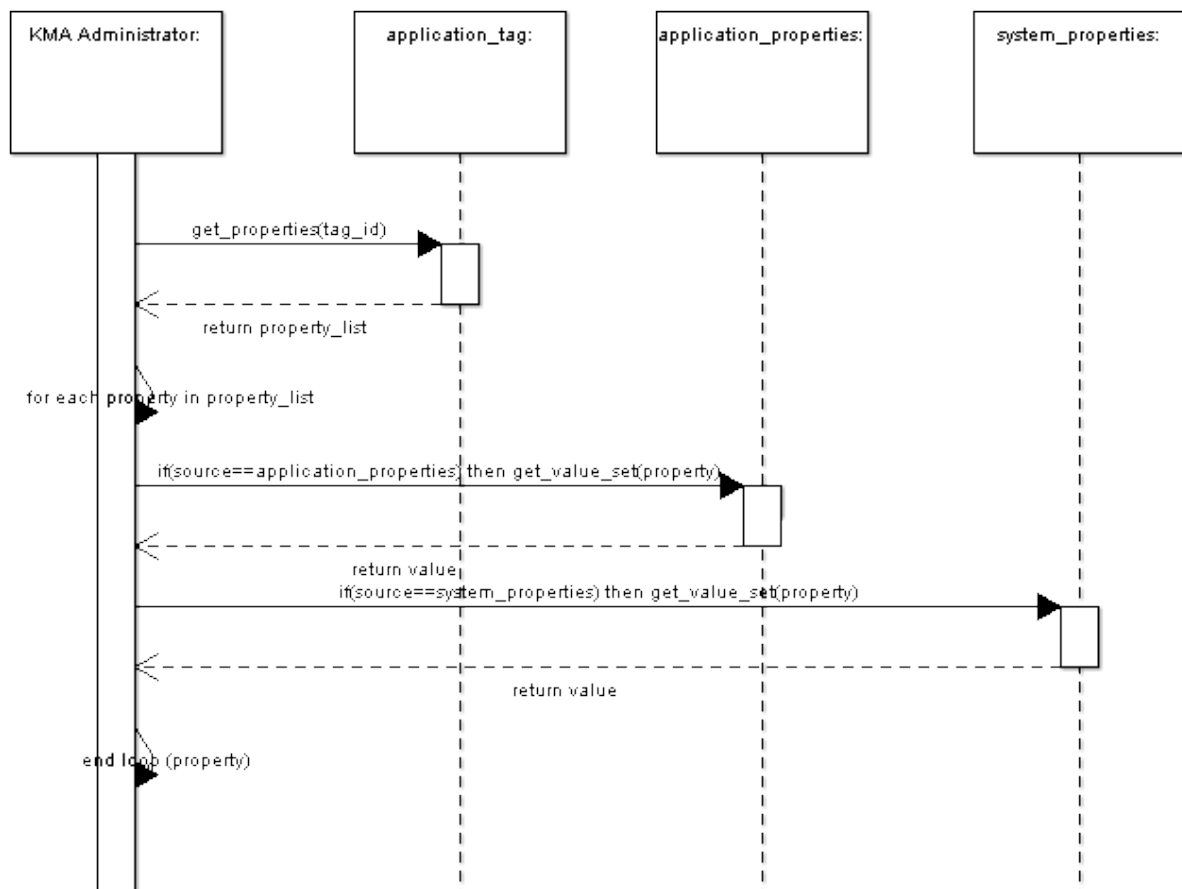 KMA Administrator:
application_tag:
application_properties:
system_properties:
get_properties(tag_id)
return property_list
for each property in property_list
if(source==application_properties) then get_value_set(property)
return value
if(source==system_properties) then get_value_set(property)
return value
end loop (property)